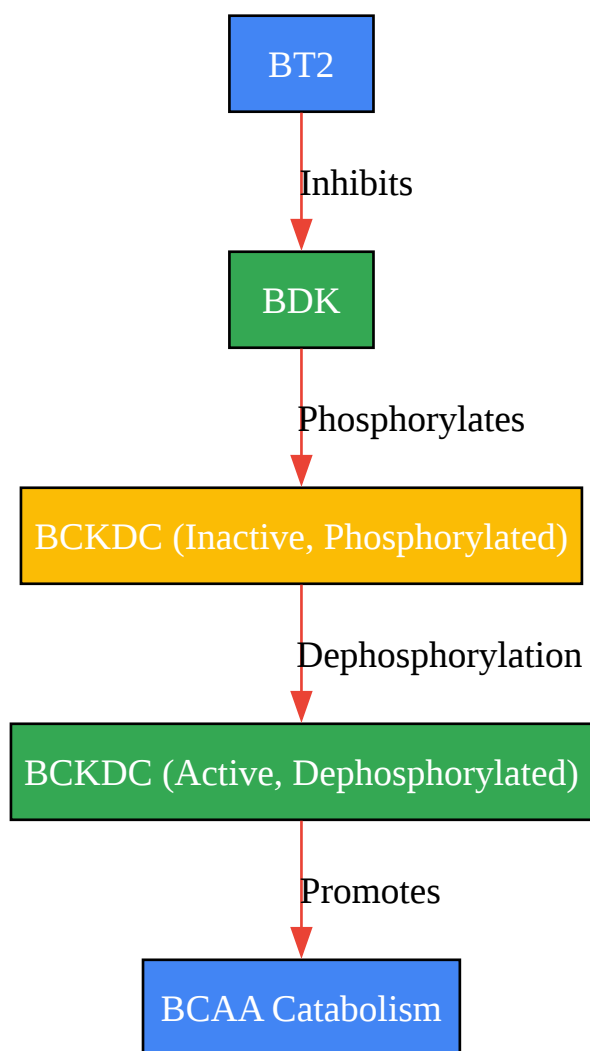 BT2
Inhibits
BDK
Phosphorylates
BCKDC (Inactive, Phosphorylated)
Dephosphorylation
BCKDC (Active, Dephosphorylated)
Promotes
BCAA Catabolism